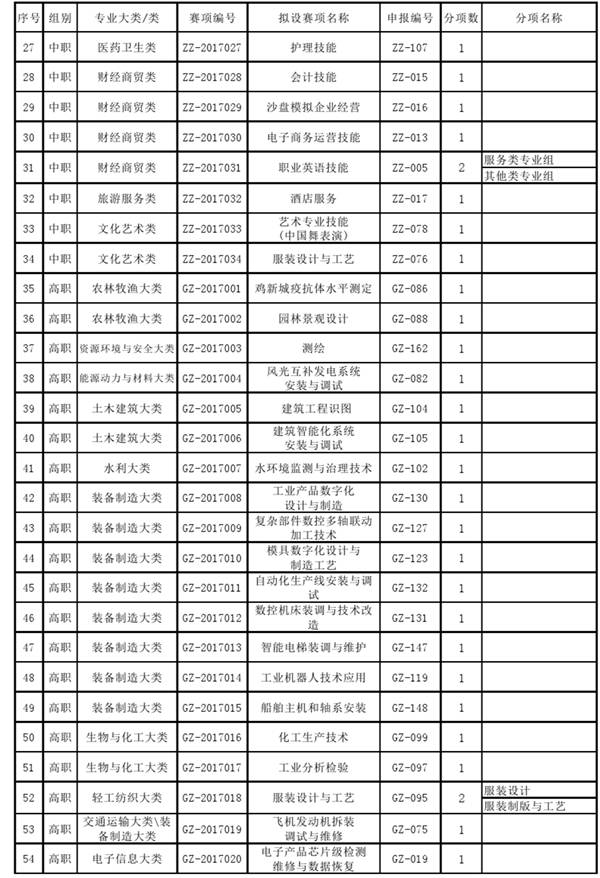 序号 组别 专业大类/类 赛项编号 拟设赛项名称 申报编号 分项数 分项名称
27 中职 医药卫生类 ZZ-2017027 护理技能 ZZ-107 1
28 中职 财经商贸类 ZZ-2017028 会计技能 ZZ-015 1
29 中职 财经商贸类 ZZ-2017029 沙盘模拟企业经营 ZZ-016 1
30 中职 财经商贸类 ZZ-2017030 电子商务运营技能 ZZ-013 1
31 中职 财经商贸类 ZZ-2017031 职业英语技能 ZZ-005 2 服务类专业组
其他类专业组
32 中职 旅游服务类 ZZ-2017032 酒店服务 ZZ-017 1
33 中职 文化艺术类 ZZ-2017033 艺术专业技能
(中国舞表演) ZZ-078 1
34 中职 文化艺术类 ZZ-2017034 服装设计与工艺 ZZ-076 1
35 高职 农林牧渔大类 GZ-2017001 鸡新城疫抗体水平测定 GZ-086 1
36 高职 农林牧渔大类 GZ-2017002 园林景观设计 GZ-088 1
37 高职 资源环境与安全大类 GZ-2017003 测绘 GZ-162 1
38 高职 能源动力与材料大类 GZ-2017004 风光互补发电系统
安装与调试 GZ-082 1
39 高职 土木建筑大类 GZ-2017005 建筑工程识图 GZ-104 1
40 高职 土木建筑大类 GZ-2017006 建筑智能化系统
安装与调试 GZ-105 1
41 高职 水利大类 GZ-2017007 水环境监测与治理技术 GZ-102 1
42 高职 装备制造大类 GZ-2017008 工业产品数字化
设计与制造 GZ-130 1
43 高职 装备制造大类 GZ-2017009 复杂部件数控多轴联动
加工技术 GZ-127 1
44 高职 装备制造大类 GZ-2017010 模具数字化设计与
制造工艺 GZ-123 1
45 高职 装备制造大类 GZ-2017011 自动化生产线安装与调
试 GZ-132 1
46 高职 装备制造大类 GZ-2017012 数控机床装调与技术改
造 GZ-131 1
47 高职 装备制造大类 GZ-2017013 智能电梯装调与维护 GZ-147 1
48 高职 装备制造大类 GZ-2017014 工业机器人技术应用 GZ-119 1
49 高职 装备制造大类 GZ-2017015 船舶主机和轴系安装 GZ-148 1
50 高职 生物与化工大类 GZ-2017016 化工生产技术 GZ-099 1
51 高职 生物与化工大类 GZ-2017017 工业分析检验 GZ-097 1
52 高职 轻工纺织大类 GZ-2017018 服装设计与工艺 GZ-095 2 服装设计
服装制版与工艺
53 高职 交通运输大类\装
备制造大类 GZ-2017019 飞机发动机拆装
调试与维修 GZ-075 1
54 高职 电子信息大类 GZ-2017020 电子产品芯片级检测
维修与数据恢复 GZ-019 1